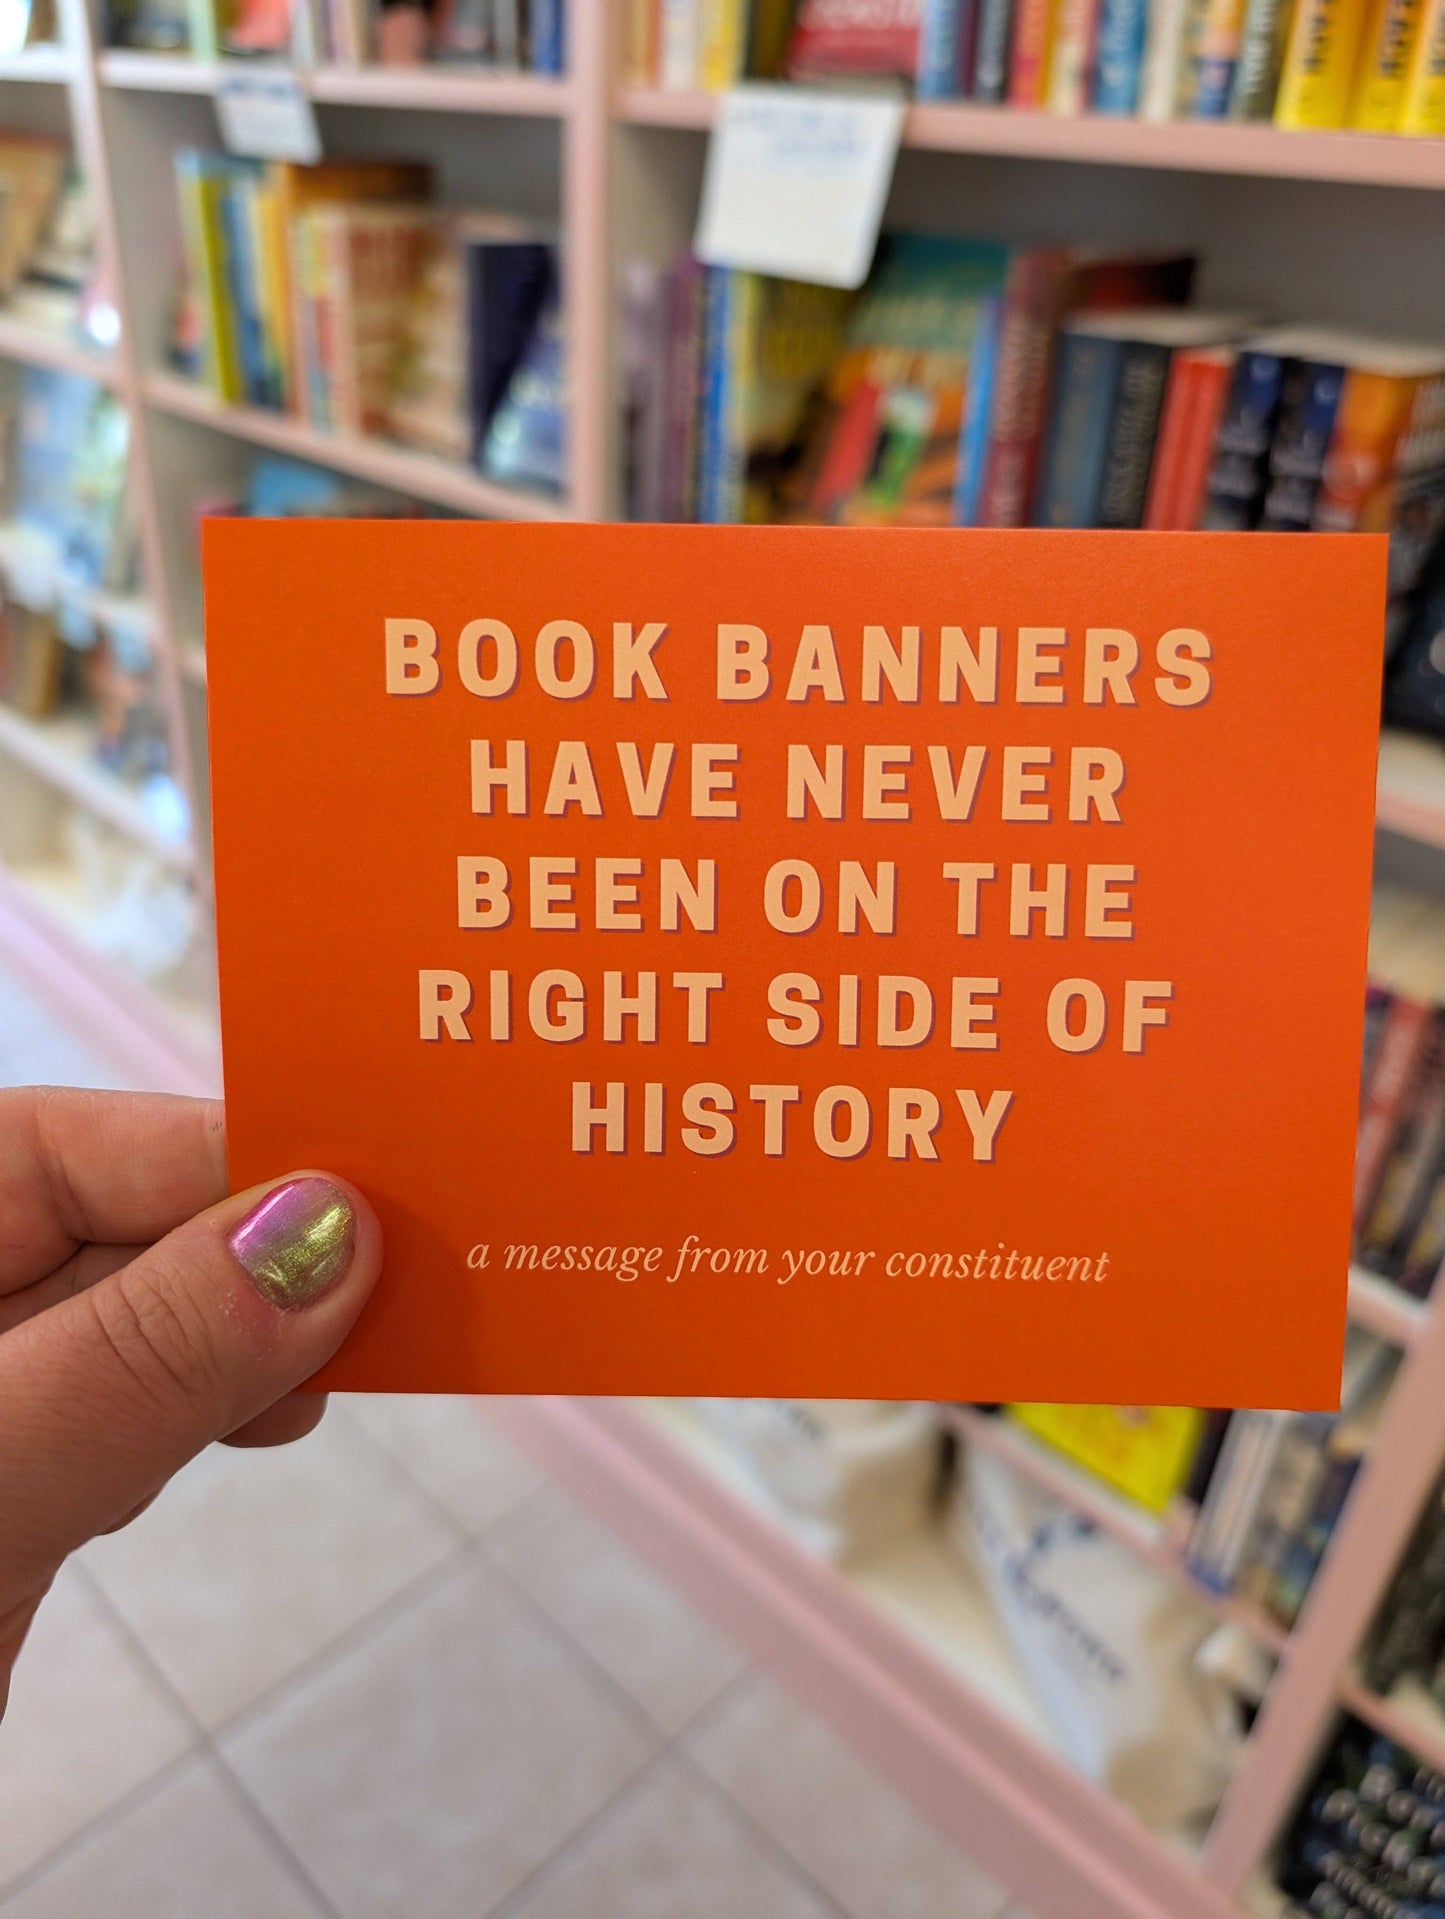 BOOK BANNERS
HAVE NEVER
BEEN ON THE
RIGHT SIDE OF
HISTORY
a message from your constituent